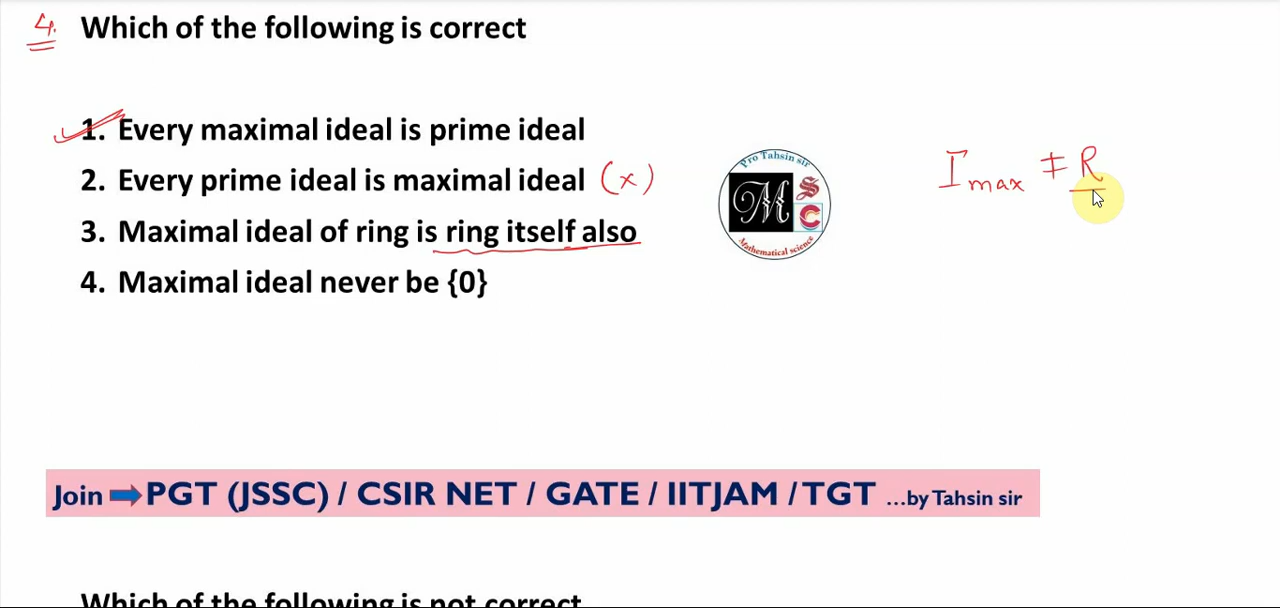 4. Which of the following is correct
1. Every maximal ideal is prime ideal
2. Every prime ideal is maximal ideal (x)
3. Maximal ideal of ring is ring itself also
4. Maximal ideal never be {0}
Pro Tahsin sir
M S C
Mathematical science
I max ≠ R
Join ➡ PGT (JSSC) / CSIR NET / GATE / IITJAM / TGT ...by Tahsin sir
Which of the following is not correct